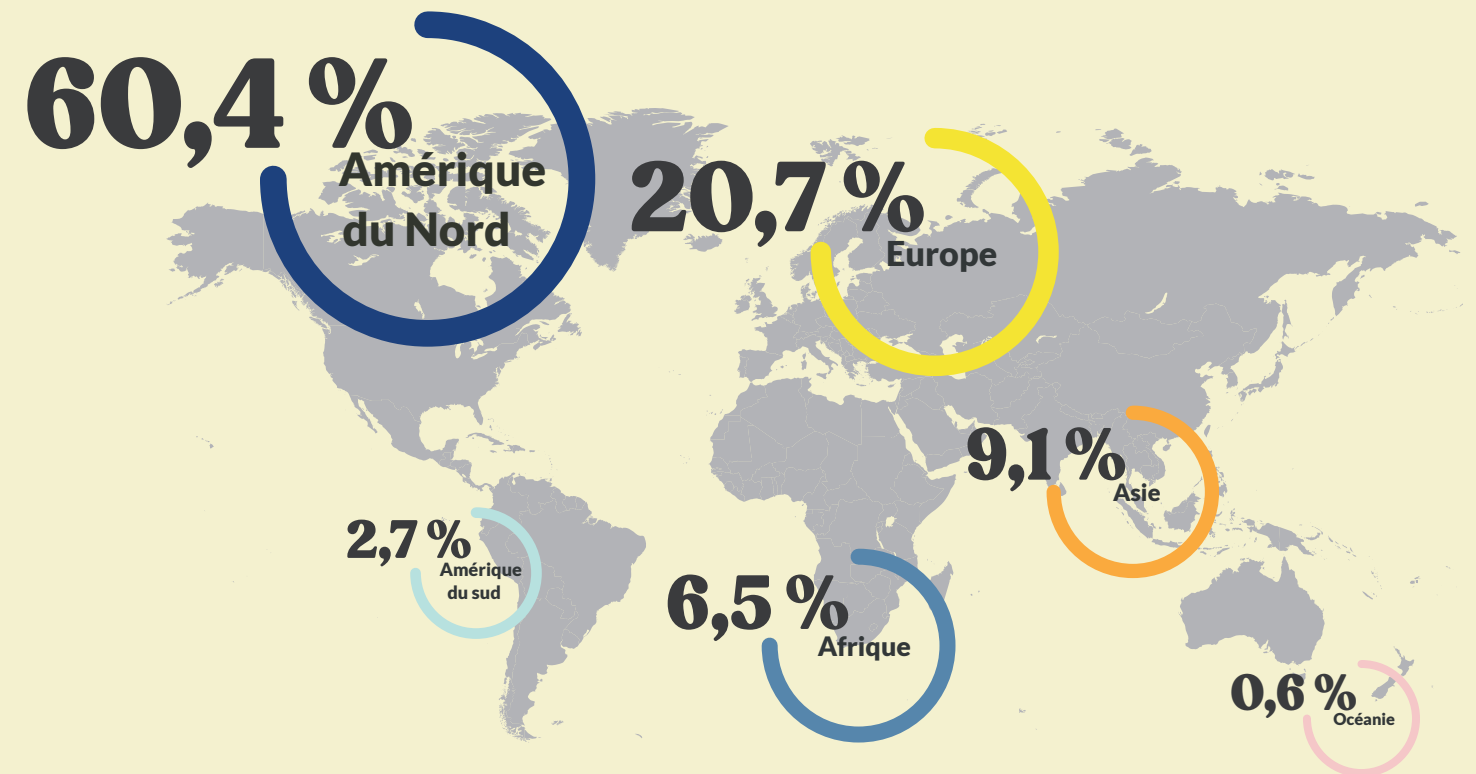 60,4 %
Amérique
du Nord
20,7 %
Europe
9,1 %
Asie
2,7 %
Amérique
du sud
6,5 %
Afrique
0,6 %
Océanie